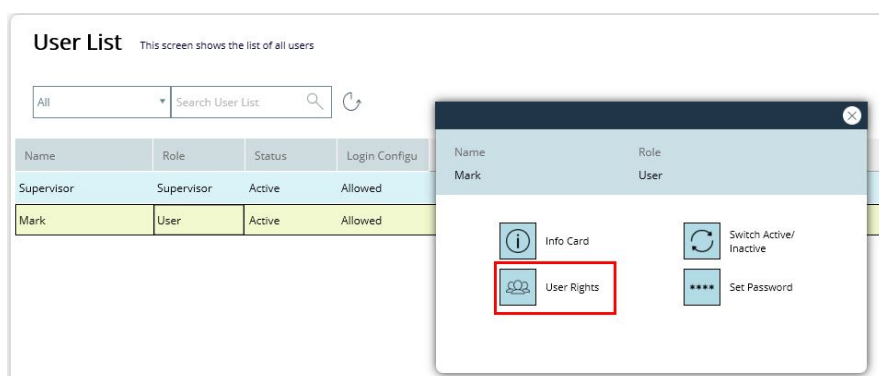 User List This screen shows the list of all users
All Search User List
Name Role Status Login Configu
Supervisor Supervisor Active Allowed
Mark User Active Allowed
Name Role
Mark User
Info Card
Switch Active/
Inactive
User Rights
**** Set Password